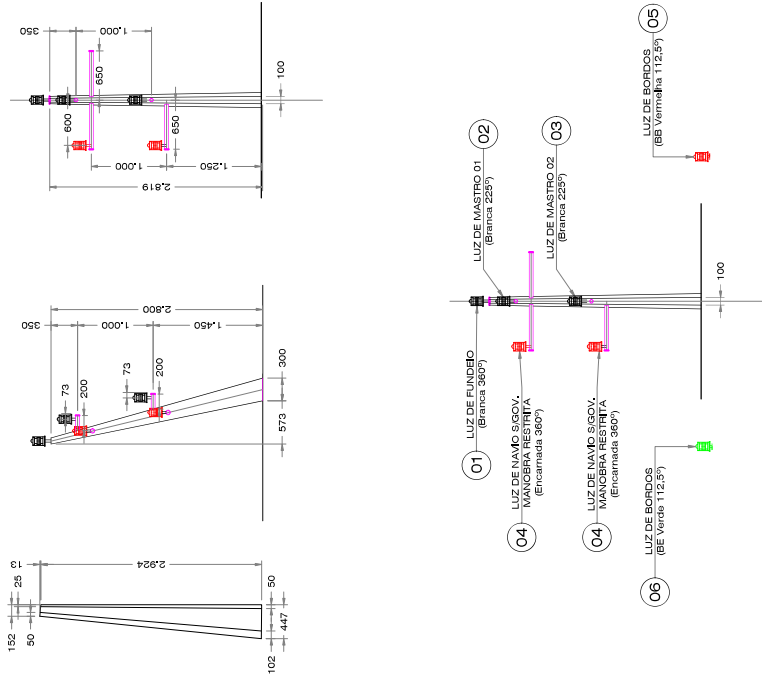 350
1.000
650
100
600
650
1.000
1.250
2.819
350
1.000
1.450
2.800
73
200
73
200
300
573
13
2.924
25
152
50
50
447
102
01
LUZ DE FUNDEIO
(Branca 360º)
02
LUZ DE MASTRO 01
(Branca 225º)
03
LUZ DE MASTRO 02
(Branca 225º)
04
LUZ DE NAVIO S/GOV.
MANOBRA RESTRITA
(Encarnada 360º)
04
LUZ DE NAVIO S/GOV.
MANOBRA RESTRITA
(Encarnada 360º)
100
05
LUZ DE BORDOS
(BB Vermelha 112,5º)
06
LUZ DE BORDOS
(BE Verde 112,5º)